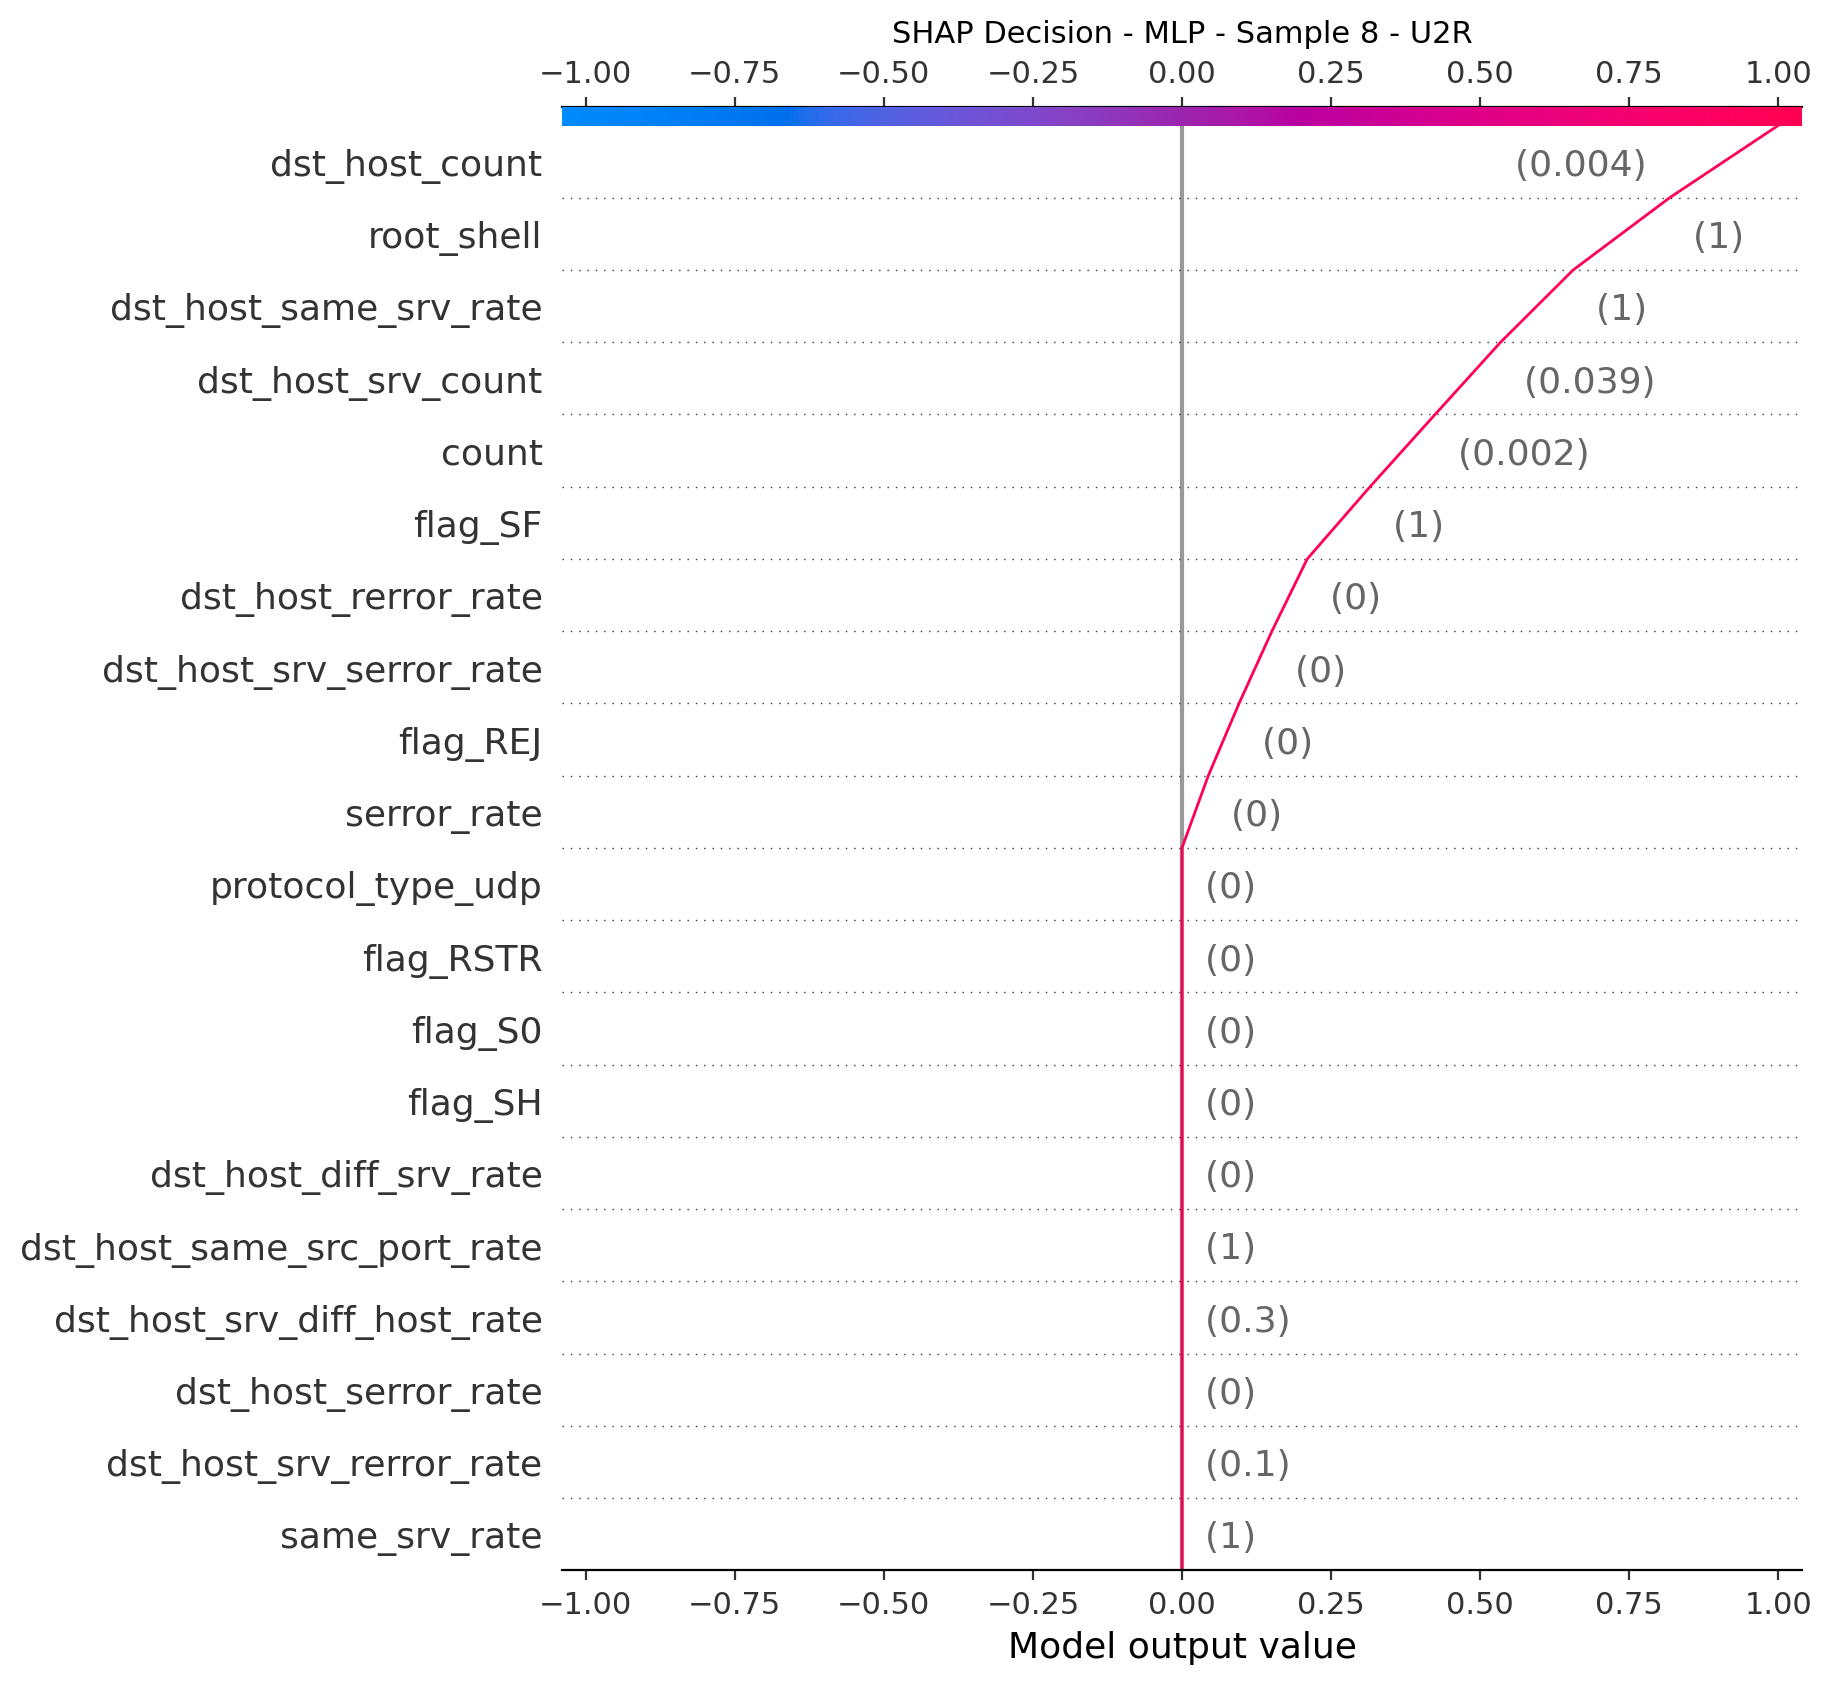 SHAP Decision - MLP - Sample 8 - U2R
−1.00 −0.75 −0.50 −0.25 0.00 0.25 0.50 0.75 1.00
dst_host_count (0.004)
root_shell (1)
dst_host_same_srv_rate (1)
dst_host_srv_count (0.039)
count (0.002)
flag_SF (1)
dst_host_rerror_rate (0)
dst_host_srv_serror_rate (0)
flag_REJ (0)
serror_rate (0)
protocol_type_udp (0)
flag_RSTR (0)
flag_S0 (0)
flag_SH (0)
dst_host_diff_srv_rate (0)
dst_host_same_src_port_rate (1)
dst_host_srv_diff_host_rate (0.3)
dst_host_serror_rate (0)
dst_host_srv_rerror_rate (0.1)
same_srv_rate (1)
−1.00 −0.75 −0.50 −0.25 0.00 0.25 0.50 0.75 1.00
Model output value